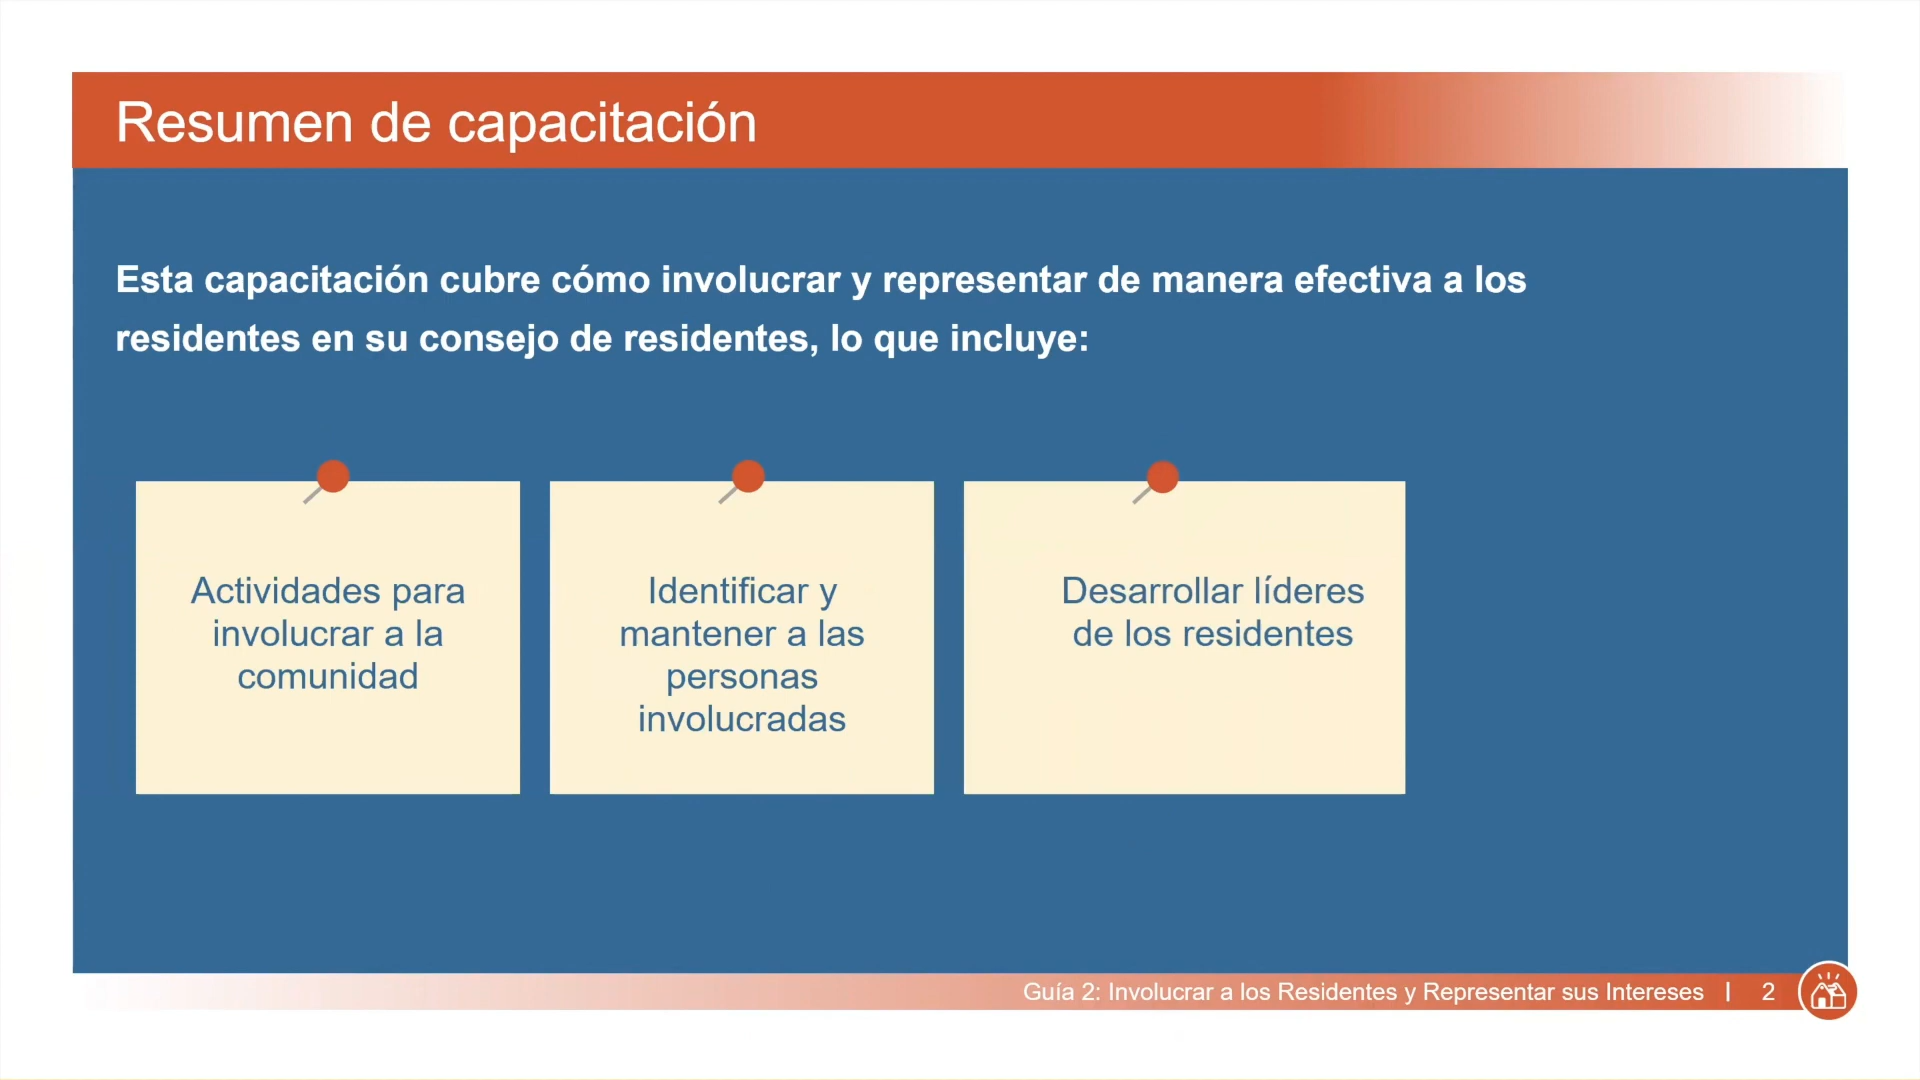 Resumen de capacitación
Esta capacitación cubre cómo involucrar y representar de manera efectiva a los
residentes en su consejo de residentes, lo que incluye:
Actividades para
involucrar a la
comunidad
Identificar y
mantener a las
personas
involucradas
Desarrollar líderes
de los residentes
Guía 2: Involucrar a los Residentes y Representar sus Intereses | 2